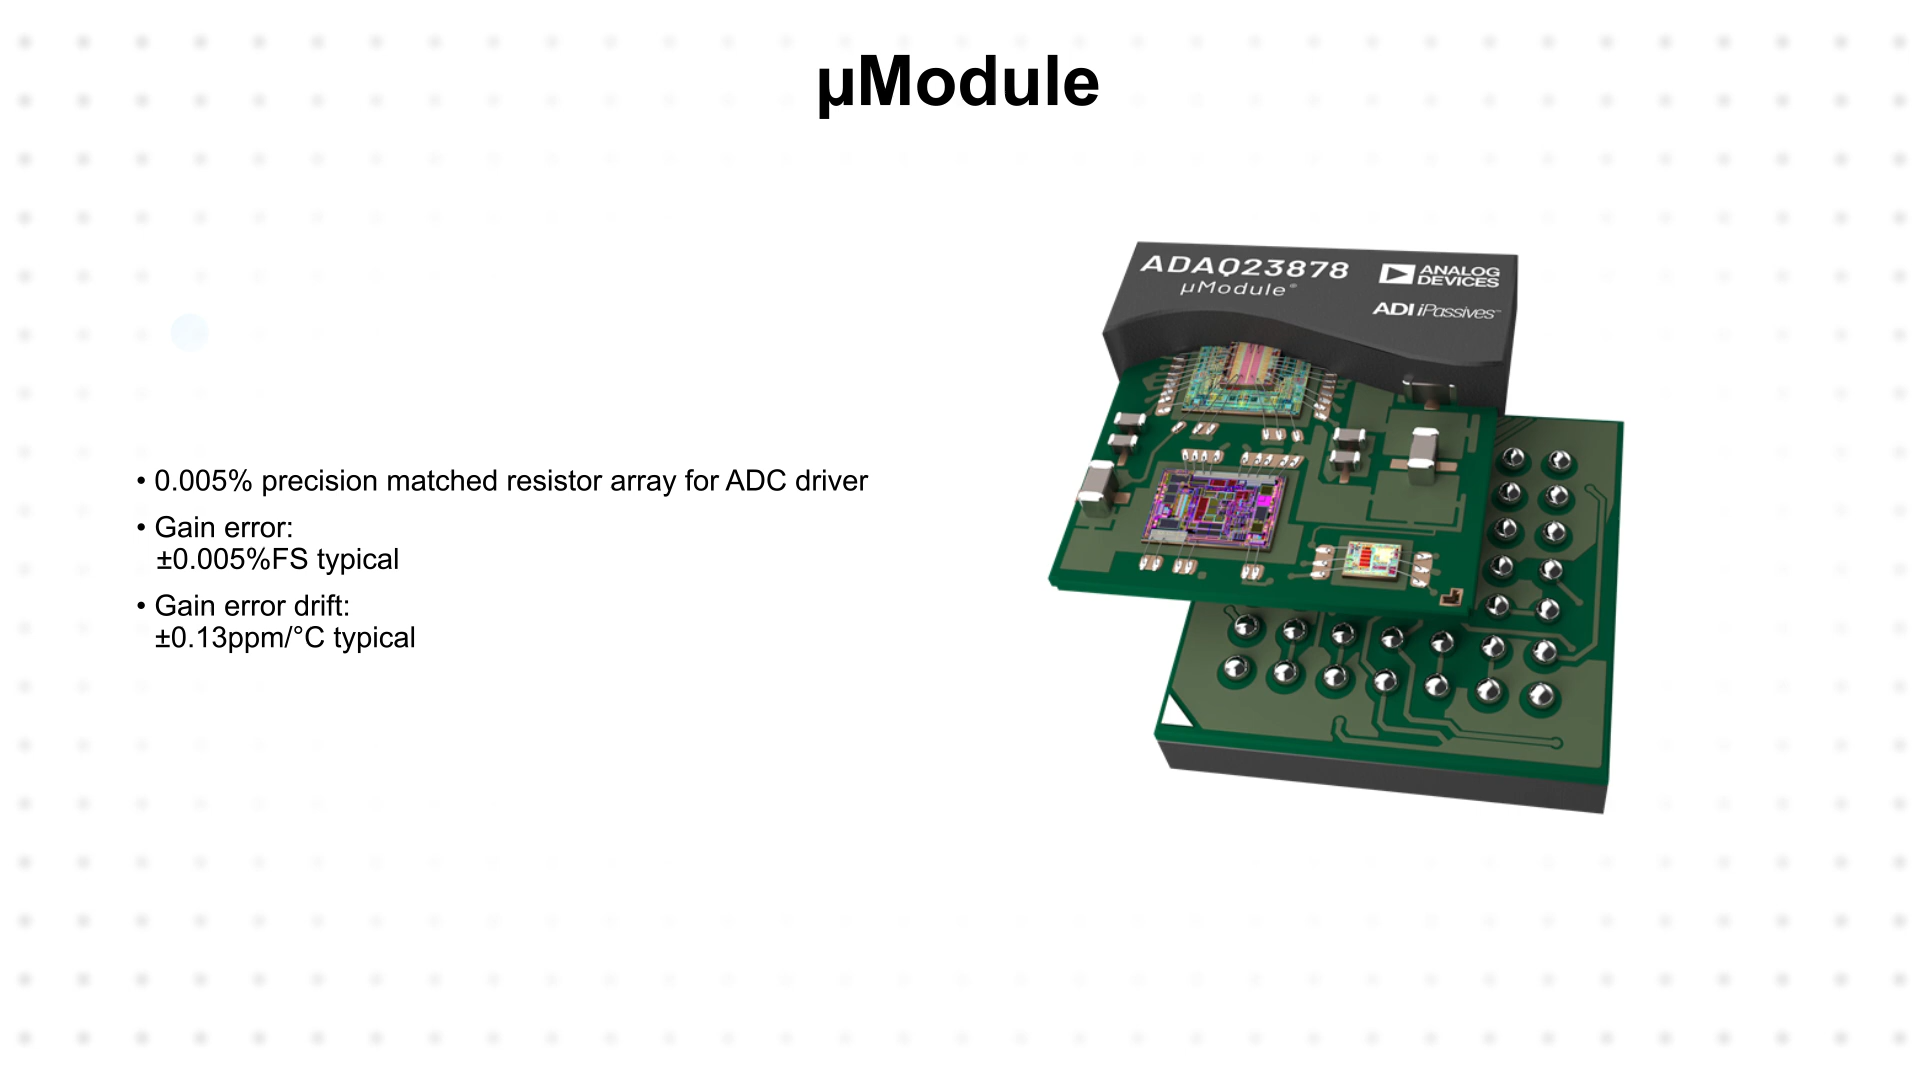 µModule
ADAQ23878
µModule®
ANALOG
DEVICES
ADI iPassives™
• 0.005% precision matched resistor array for ADC driver
• Gain error:
±0.005%FS typical
• Gain error drift:
±0.13ppm/°C typical